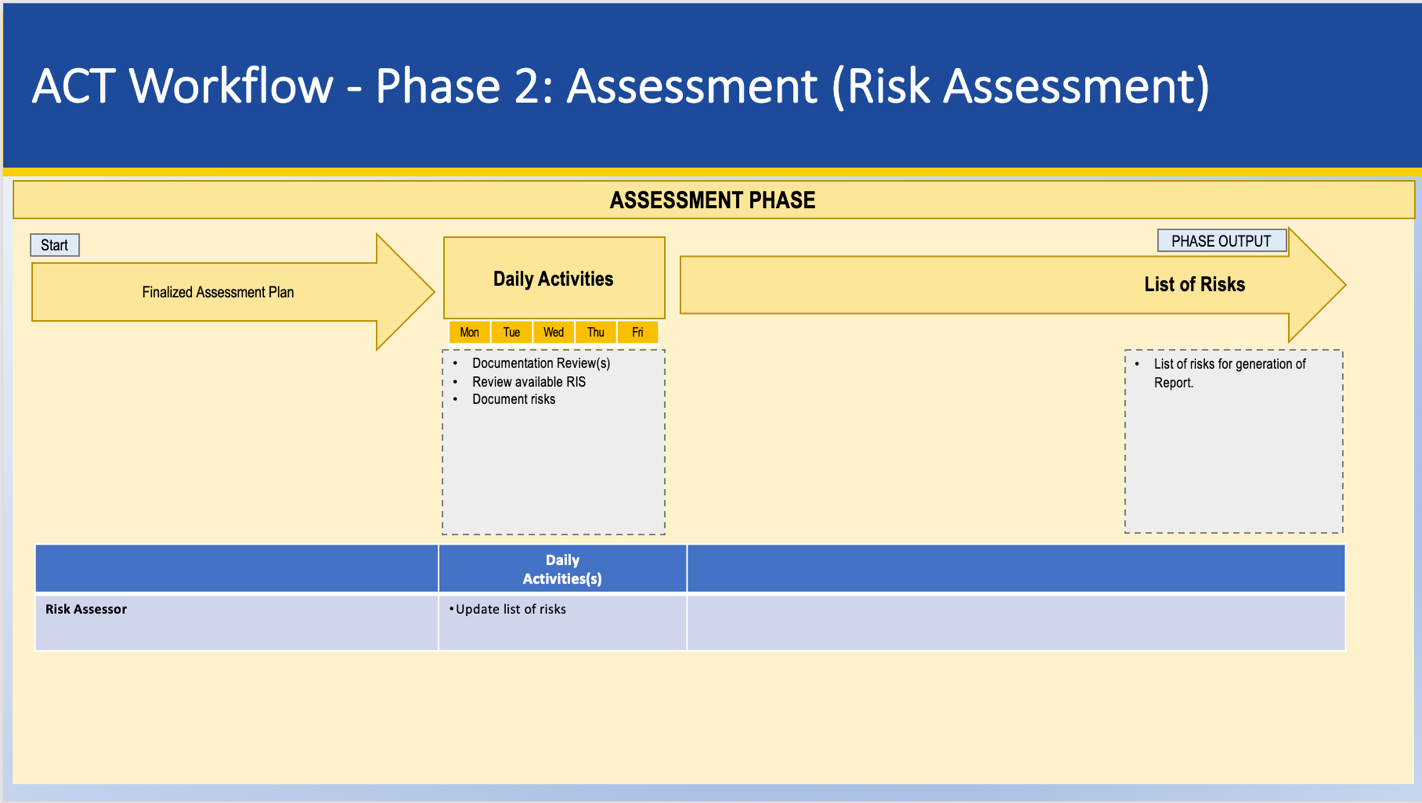 ACT Workflow - Phase 2: Assessment (Risk Assessment)
ASSESSMENT PHASE
Start
Finalized Assessment Plan
Daily Activities
Mon Tue Wed Thu Fri
• Documentation Review(s)
• Review available RIS
• Document risks
PHASE OUTPUT
List of Risks
• List of risks for generation of
Report.
Daily
Activities(s)
Risk Assessor
•Update list of risks